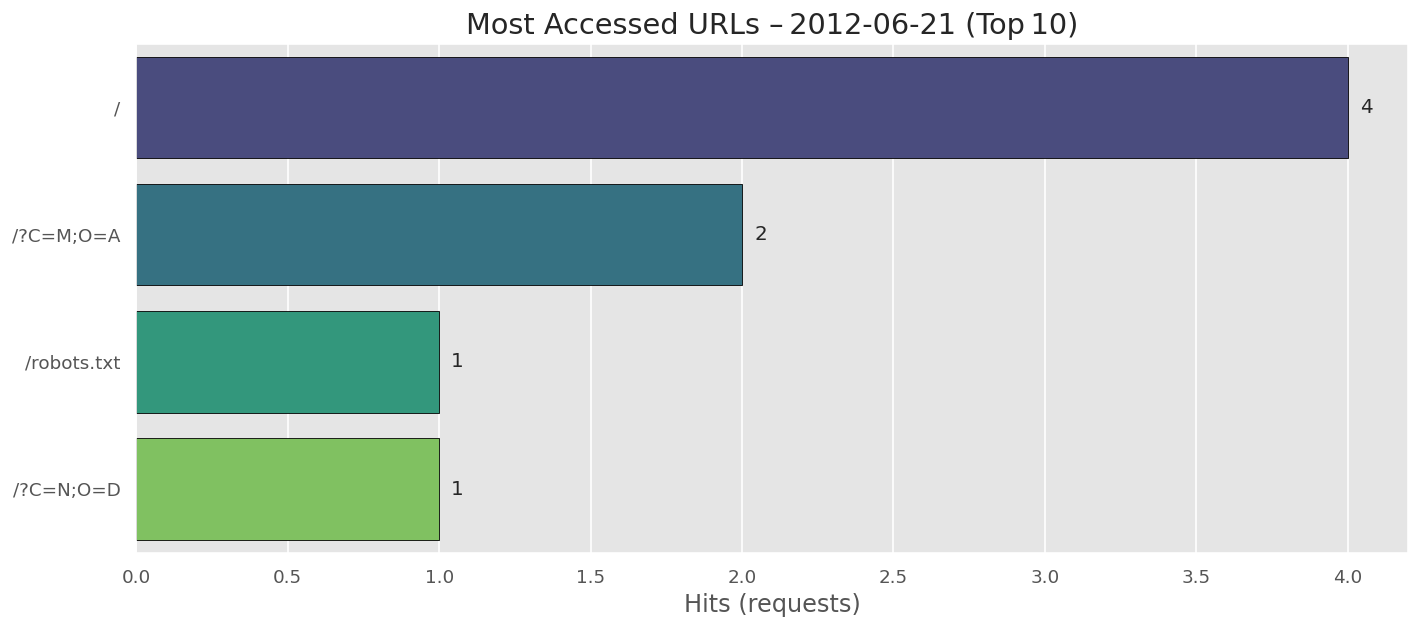 Most Accessed URLs – 2012-06-21 (Top 10)
/
4
/?C=M;O=A
2
/robots.txt
1
/?C=N;O=D
1
0.0 0.5 1.0 1.5 2.0 2.5 3.0 3.5 4.0
Hits (requests)